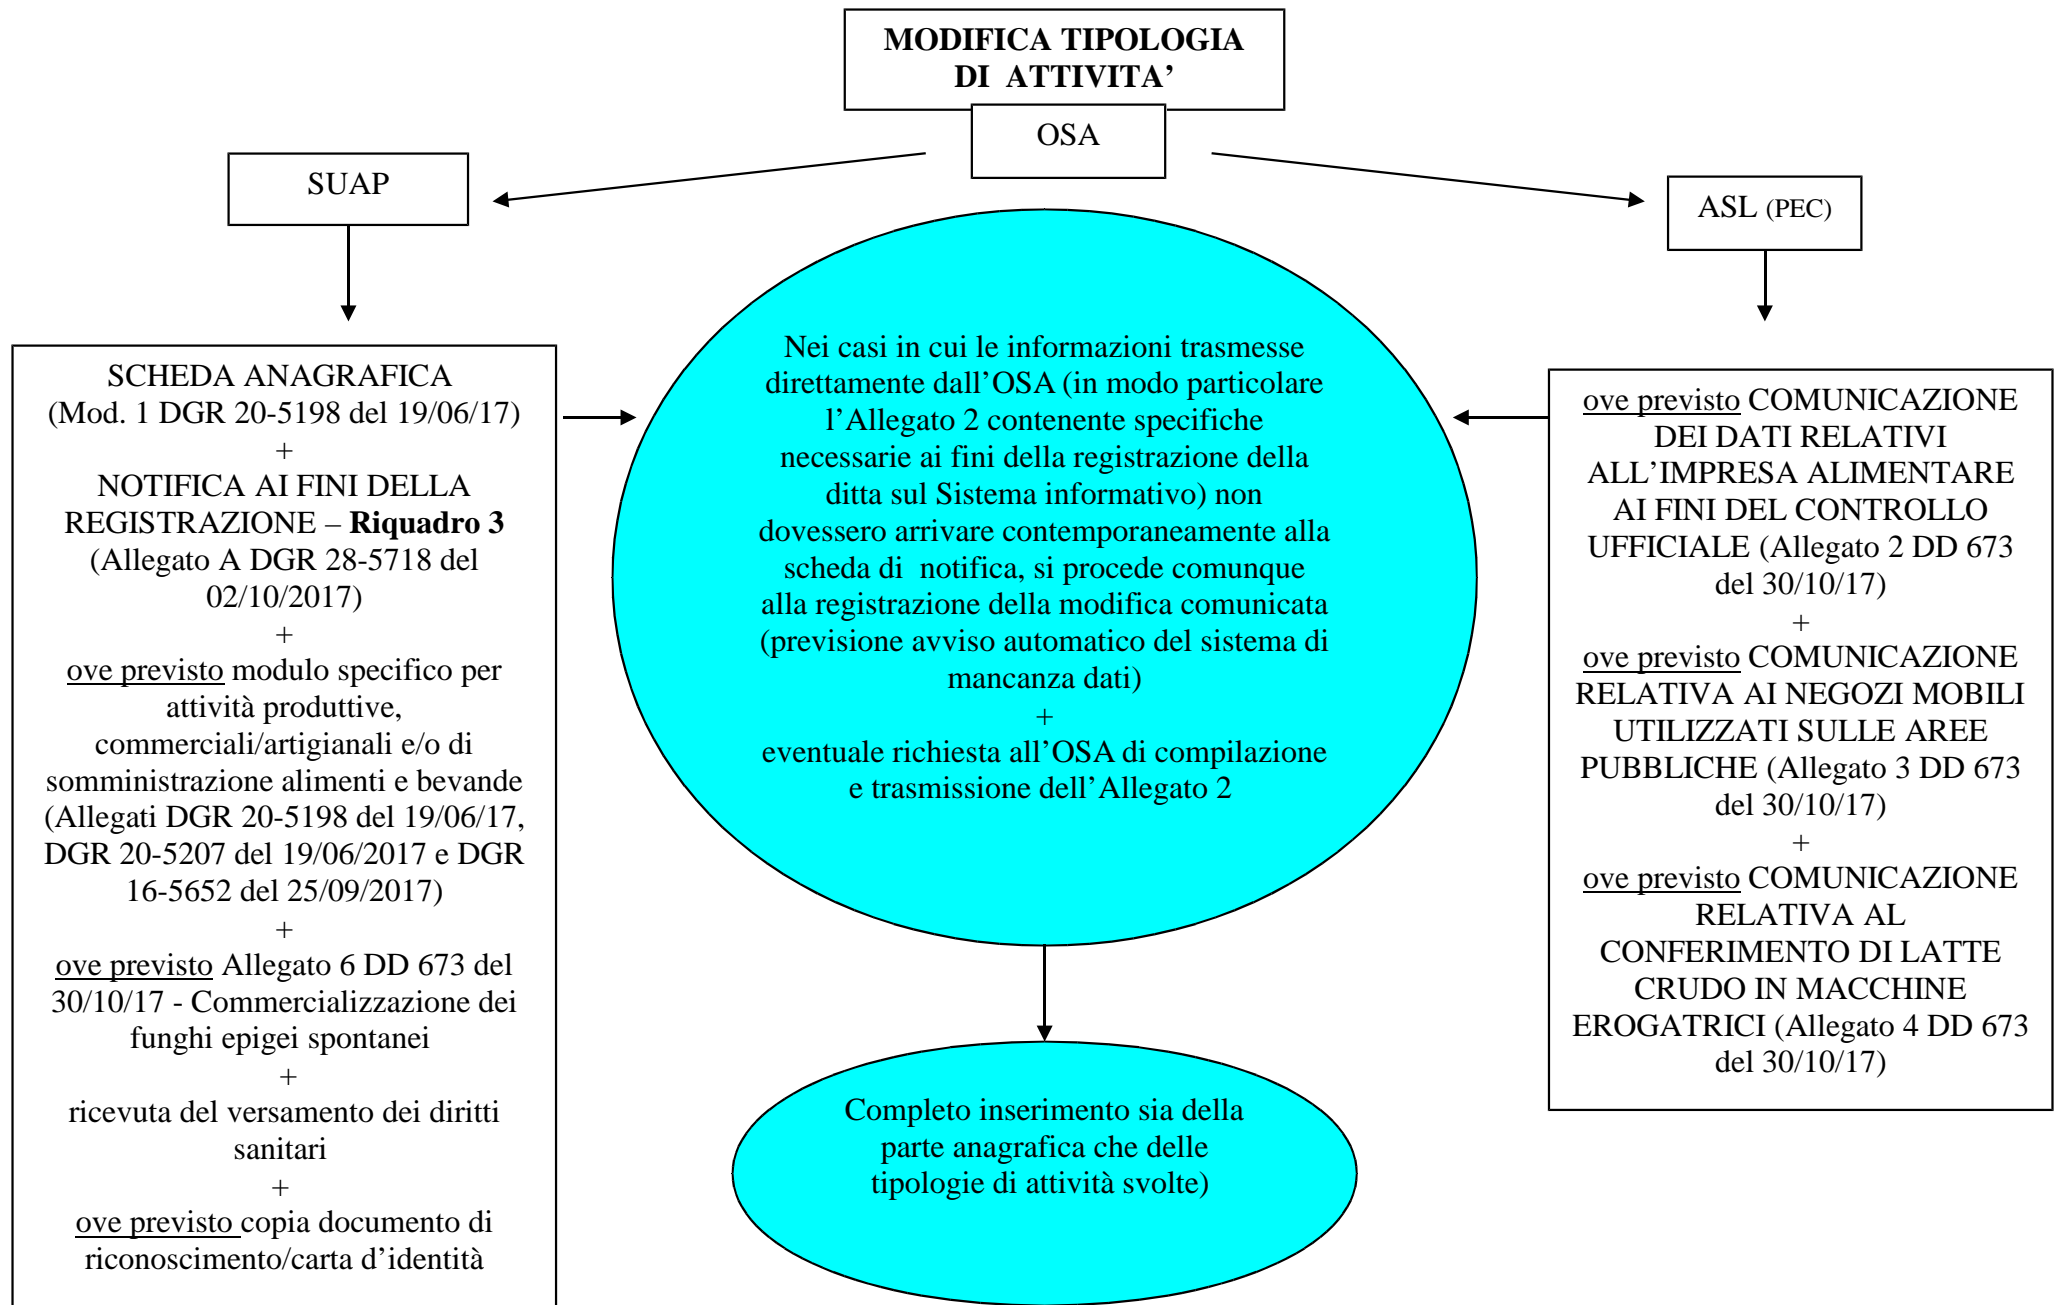 MODIFICA TIPOLOGIA
DI ATTIVITA’
OSA
SUAP
ASL (PEC)
SCHEDA ANAGRAFICA
(Mod. 1 DGR 20-5198 del 19/06/17)
+
NOTIFICA AI FINI DELLA
REGISTRAZIONE – Riquadro 3
(Allegato A DGR 28-5718 del
02/10/2017)
+
ove previsto modulo specifico per
attività produttive,
commerciali/artigianali e/o di
somministrazione alimenti e bevande
(Allegati DGR 20-5198 del 19/06/17,
DGR 20-5207 del 19/06/2017 e DGR
16-5652 del 25/09/2017)
+
ove previsto Allegato 6 DD 673 del
30/10/17 - Commercializzazione dei
funghi epigei spontanei
+
ricevuta del versamento dei diritti
sanitari
+
ove previsto copia documento di
riconoscimento/carta d’identità
Nei casi in cui le informazioni trasmesse
direttamente dall’OSA (in modo particolare
l’Allegato 2 contenente specifiche
necessarie ai fini della registrazione della
ditta sul Sistema informativo) non
dovessero arrivare contemporaneamente alla
scheda di notifica, si procede comunque
alla registrazione della modifica comunicata
(previsione avviso automatico del sistema di
mancanza dati)
+
eventuale richiesta all’OSA di compilazione
e trasmissione dell’Allegato 2
Completo inserimento sia della
parte anagrafica che delle
tipologie di attività svolte)
ove previsto COMUNICAZIONE
DEI DATI RELATIVI
ALL’IMPRESA ALIMENTARE
AI FINI DEL CONTROLLO
UFFICIALE (Allegato 2 DD 673
del 30/10/17)
+
ove previsto COMUNICAZIONE
RELATIVA AI NEGOZI MOBILI
UTILIZZATI SULLE AREE
PUBBLICHE (Allegato 3 DD 673
del 30/10/17)
+
ove previsto COMUNICAZIONE
RELATIVA AL
CONFERIMENTO DI LATTE
CRUDO IN MACCHINE
EROGATRICI (Allegato 4 DD 673
del 30/10/17)